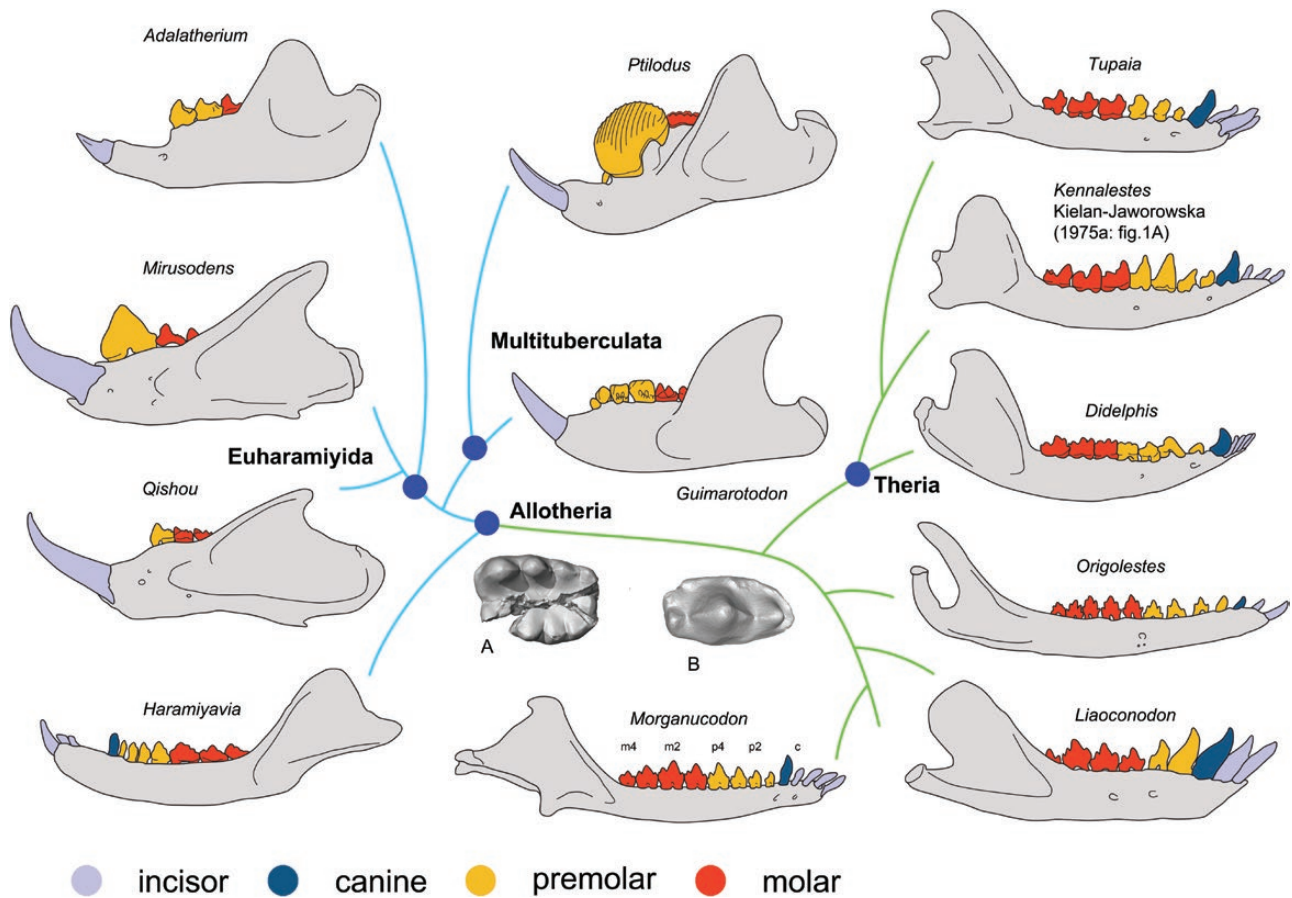 Adalatherium
Ptilodus
Tupaia
Kennalestes
Kielan-Jaworowska
(1975a: fig.1A)
Mirusodens
Multituberculata
Didelphis
Euharamiyida
Qishou
Guimarotodon
Theria
Allotheria
Origolestes
A
B
Haramiyavia
Morganucodon
m4 m2 p4 p2 c
Liaoconodon
incisor canine premolar molar